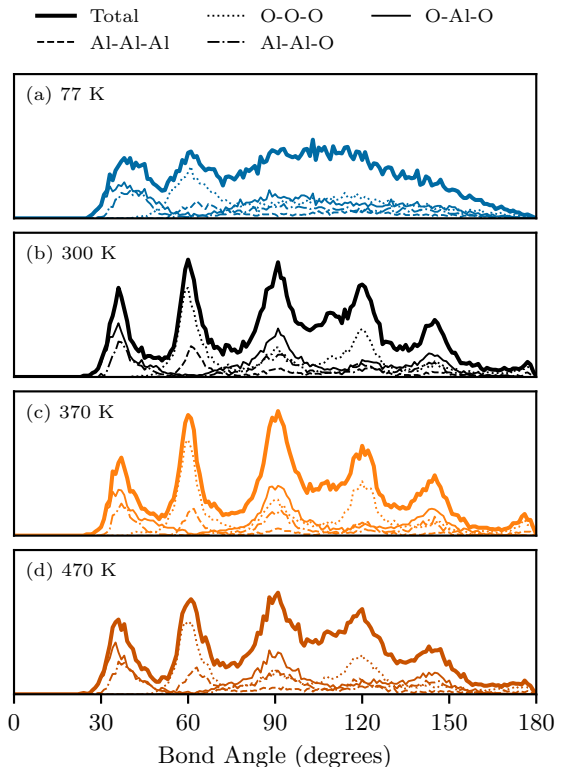 Total O-O-O O-Al-O
Al-Al-Al Al-Al-O
(a) 77 K
(b) 300 K
(c) 370 K
(d) 470 K
0 30 60 90 120 150 180
Bond Angle (degrees)